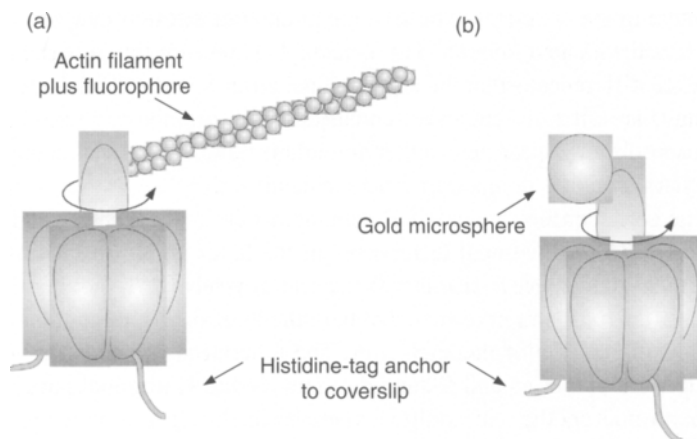 (a)
Actin filament
plus fluorophore
(b)
Gold microsphere
Histidine-tag anchor
to coverslip